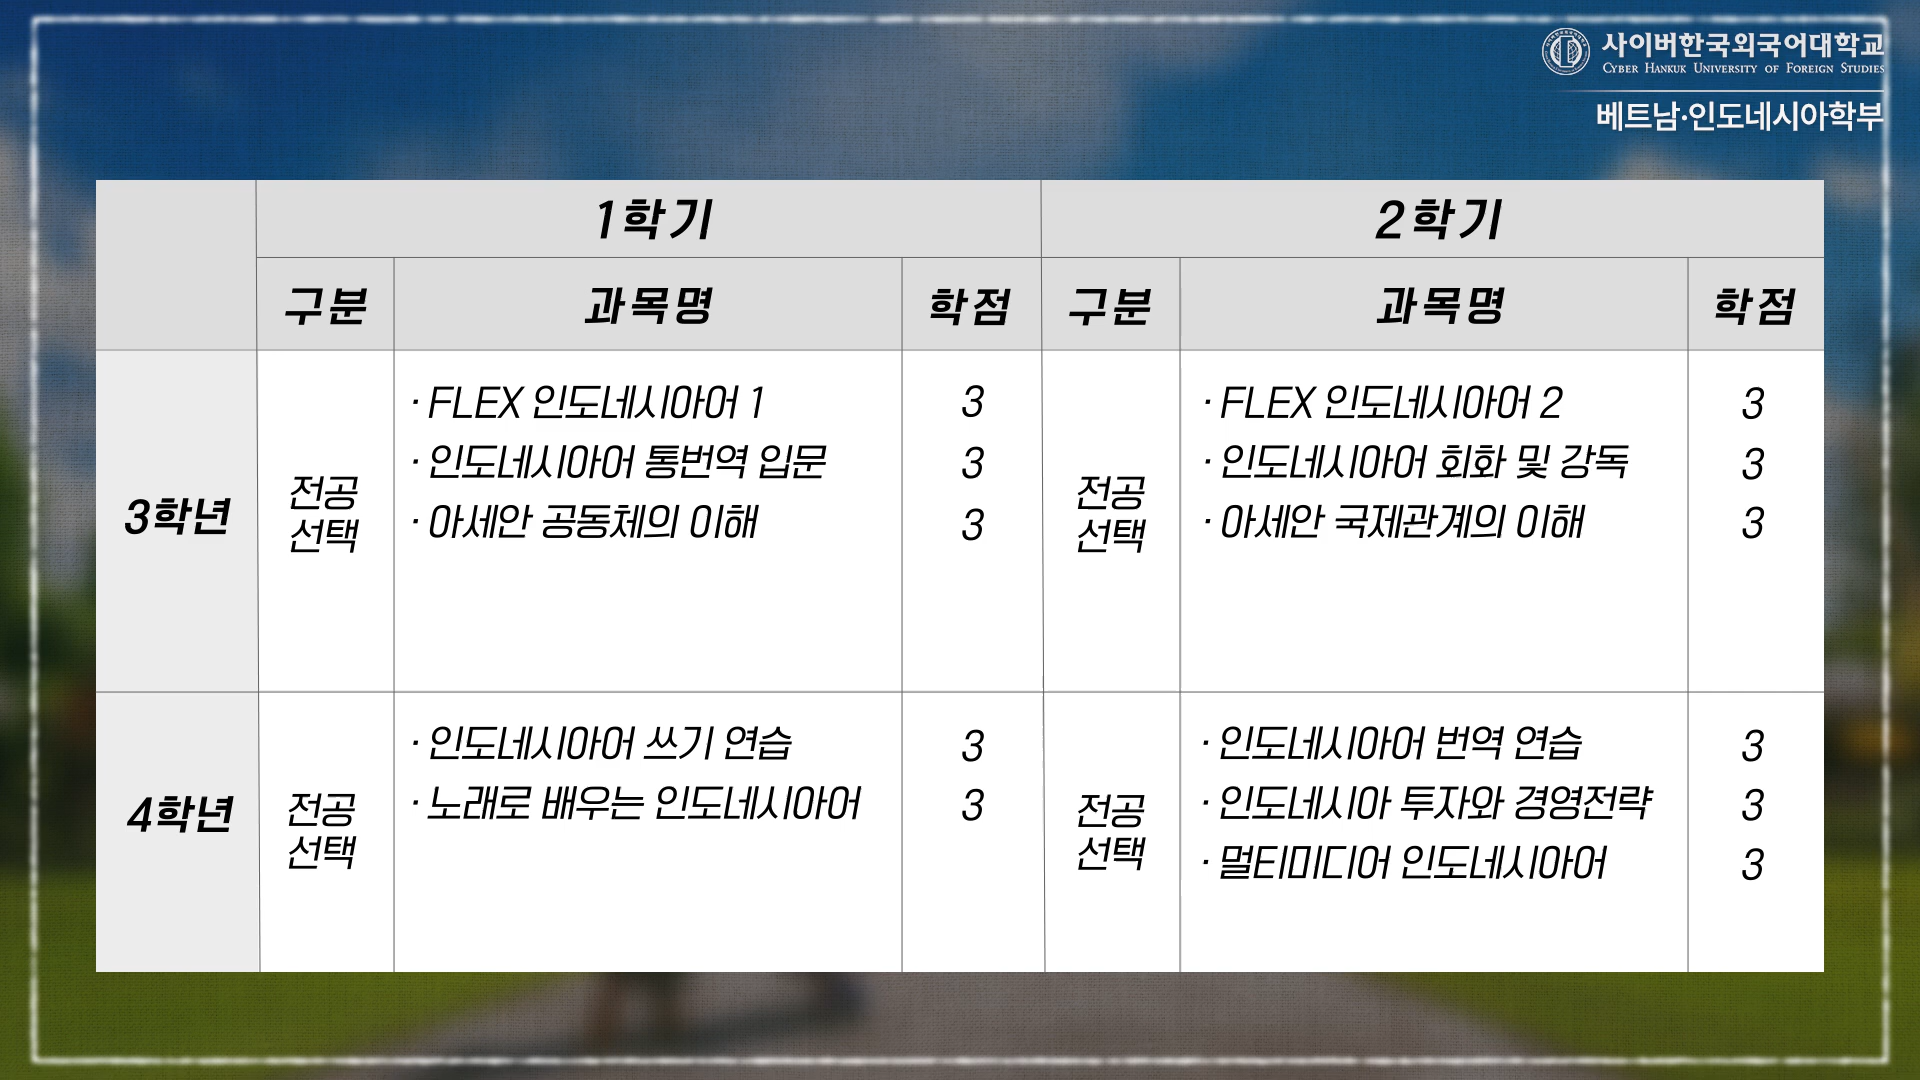 사이버한국외국어대학교
CYBER HANKUK UNIVERSITY OF FOREIGN STUDIES
베트남·인도네시아학부
1학기 2학기
구분 과목명 학점 구분 과목명 학점
3학년
전공
선택
· FLEX 인도네시아어 1 3
· 인도네시아어 통번역 입문 3
· 아세안 공동체의 이해 3
전공
선택
· FLEX 인도네시아어 2 3
· 인도네시아어 회화 및 강독 3
· 아세안 국제관계의 이해 3
4학년
전공
선택
· 인도네시아어 쓰기 연습 3
· 노래로 배우는 인도네시아어 3
전공
선택
· 인도네시아어 번역 연습 3
· 인도네시아 투자와 경영전략 3
· 멀티미디어 인도네시아어 3